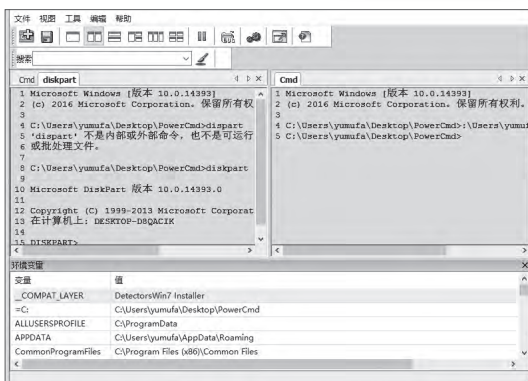 文件 视图 工具 编辑 帮助
搜索
Cmd diskpart
1 Microsoft Windows [版本 10.0.14393]
2 (c) 2016 Microsoft Corporation。保留所有权
3
4 C:\Users\yumufa\Desktop\PowerCmd>dispart
5 'dispart' 不是内部或外部命令，也不是可运行
6 或批处理文件。
7
8 C:\Users\yumufa\Desktop\PowerCmd>diskpart
9
10 Microsoft DiskPart 版本 10.0.14393.0
11
12 Copyright (C) 1999-2013 Microsoft Corporat
13 在计算机上: DESKTOP-D8QACIK
14
15 DISKPART>
Cmd
1 Microsoft Windows [版本 10.0.14393]
2 (c) 2016 Microsoft Corporation。保留所有权利。
3
4 C:\Users\yumufa\Desktop\PowerCmd>:\Users\yumuf
5 C:\Users\yumufa\Desktop\PowerCmd>
环境变量
变量 值
__COMPAT_LAYER DetectorsWin7 Installer
=C: C:\Users\yumufa\Desktop\PowerCmd
ALLUSERSPROFILE C:\ProgramData
APPDATA C:\Users\yumufa\AppData\Roaming
CommonProgramFiles C:\Program Files (x86)\Common Files